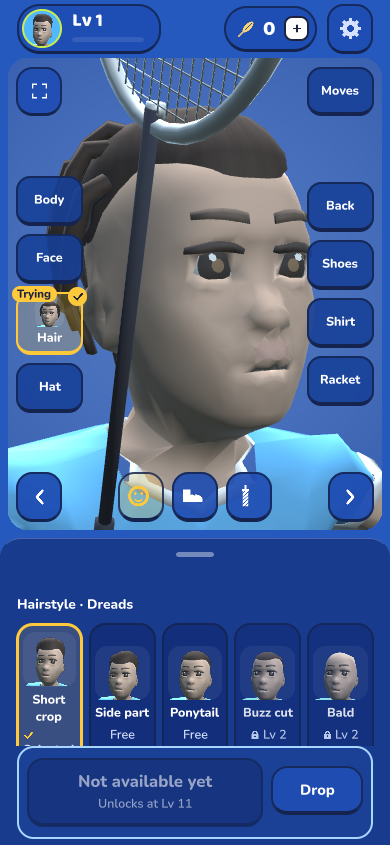 Lv 1
0
+
Moves
Body
Back
Face
Shoes
Trying
Hair
Shirt
Hat
Racket
Hairstyle · Dreads
Short crop
Side part
Free
Ponytail
Free
Buzz cut
Lv 2
Bald
Lv 2
Not available yet
Unlocks at Lv 11
Drop